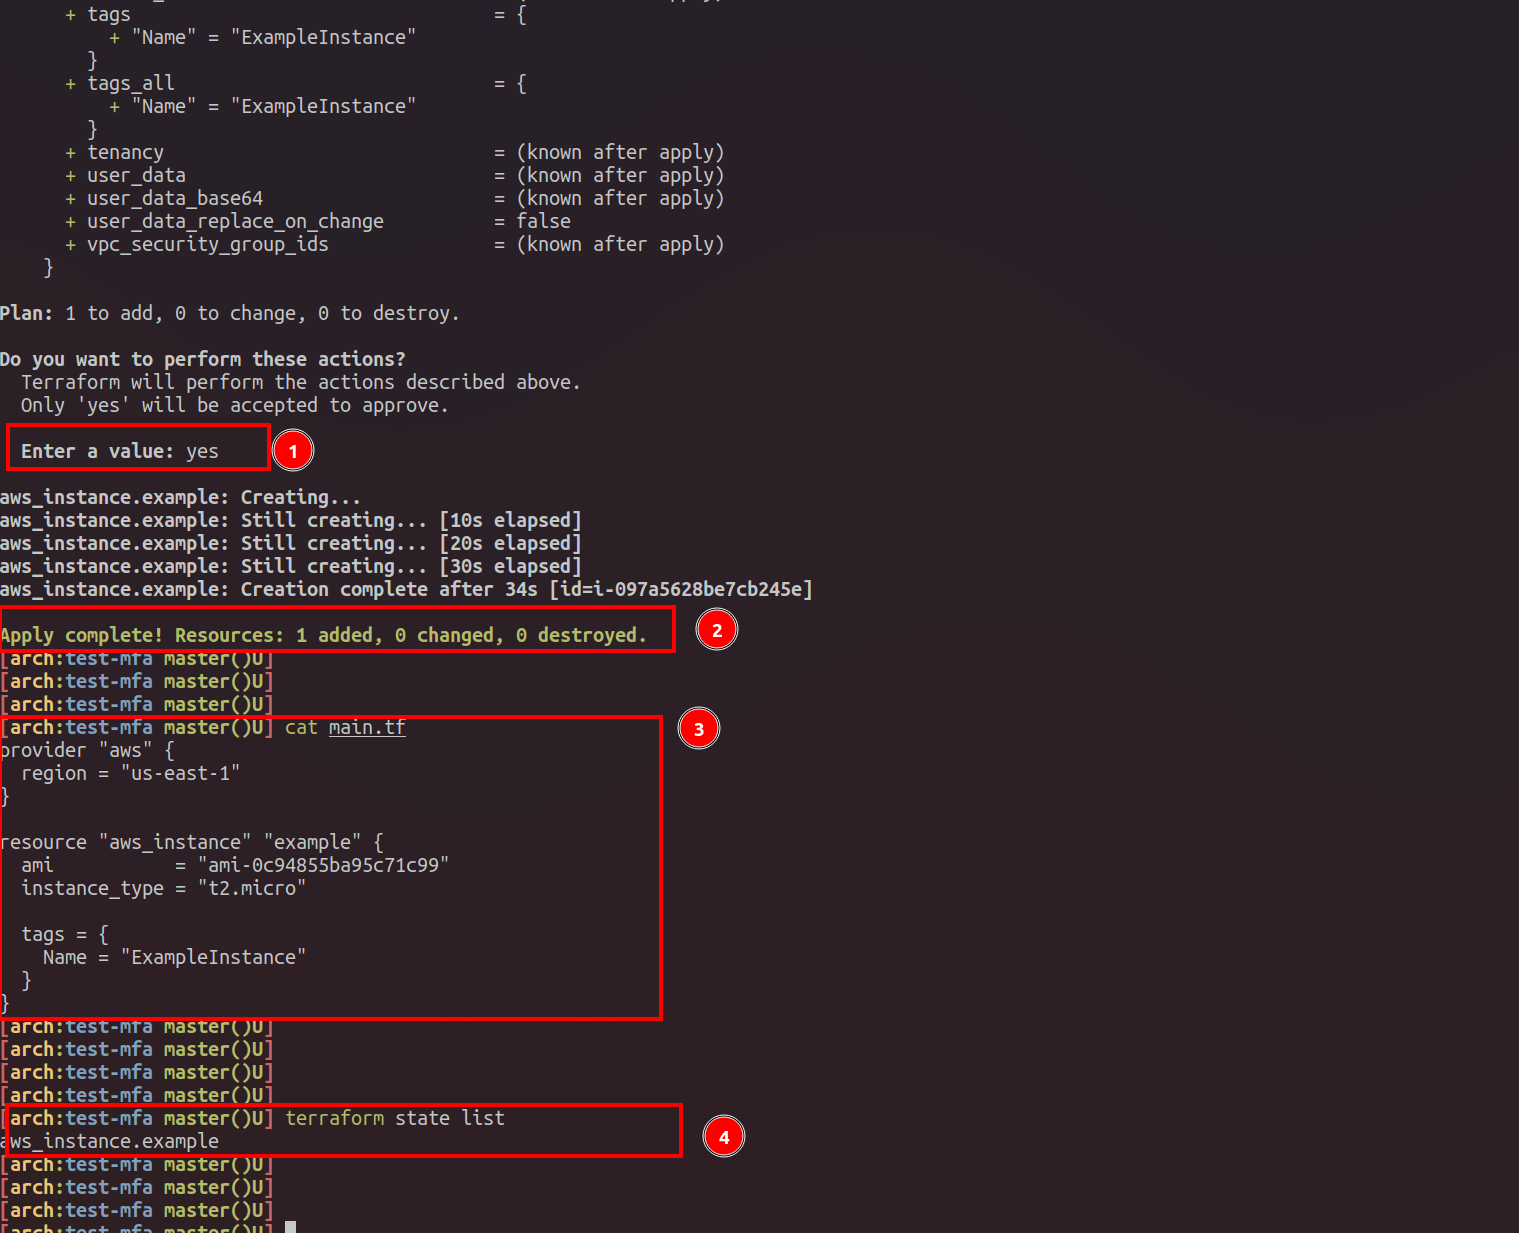 + tags = {
+ "Name" = "ExampleInstance"
}
+ tags_all = {
+ "Name" = "ExampleInstance"
}
+ tenancy = (known after apply)
+ user_data = (known after apply)
+ user_data_base64 = (known after apply)
+ user_data_replace_on_change = false
+ vpc_security_group_ids = (known after apply)
}
Plan: 1 to add, 0 to change, 0 to destroy.
Do you want to perform these actions?
Terraform will perform the actions described above.
Only 'yes' will be accepted to approve.
Enter a value: yes
1
aws_instance.example: Creating...
aws_instance.example: Still creating... [10s elapsed]
aws_instance.example: Still creating... [20s elapsed]
aws_instance.example: Still creating... [30s elapsed]
aws_instance.example: Creation complete after 34s [id=i-097a5628be7cb245e]
Apply complete! Resources: 1 added, 0 changed, 0 destroyed.
2
[arch:test-mfa master()U]
[arch:test-mfa master()U]
[arch:test-mfa master()U]
[arch:test-mfa master()U] cat main.tf
3
provider "aws" {
region = "us-east-1"
}
resource "aws_instance" "example" {
ami = "ami-0c94855ba95c71c99"
instance_type = "t2.micro"
tags = {
Name = "ExampleInstance"
}
}
[arch:test-mfa master()U]
[arch:test-mfa master()U]
[arch:test-mfa master()U]
[arch:test-mfa master()U]
[arch:test-mfa master()U] terraform state list
aws_instance.example
4
[arch:test-mfa master()U]
[arch:test-mfa master()U]
[arch:test-mfa master()U]
[arch:test-mfa master()U]